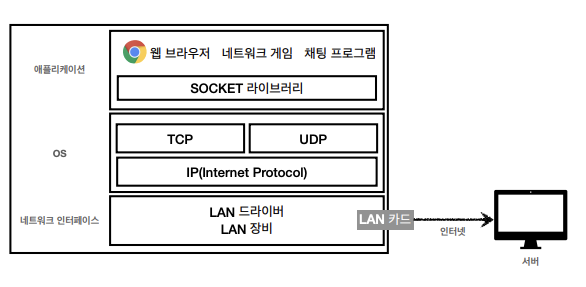 애플리케이션
웹 브라우저 네트워크 게임 채팅 프로그램
SOCKET 라이브러리
OS
TCP UDP
IP(Internet Protocol)
네트워크 인터페이스
LAN 드라이버
LAN 장비
LAN 카드
인터넷
서버